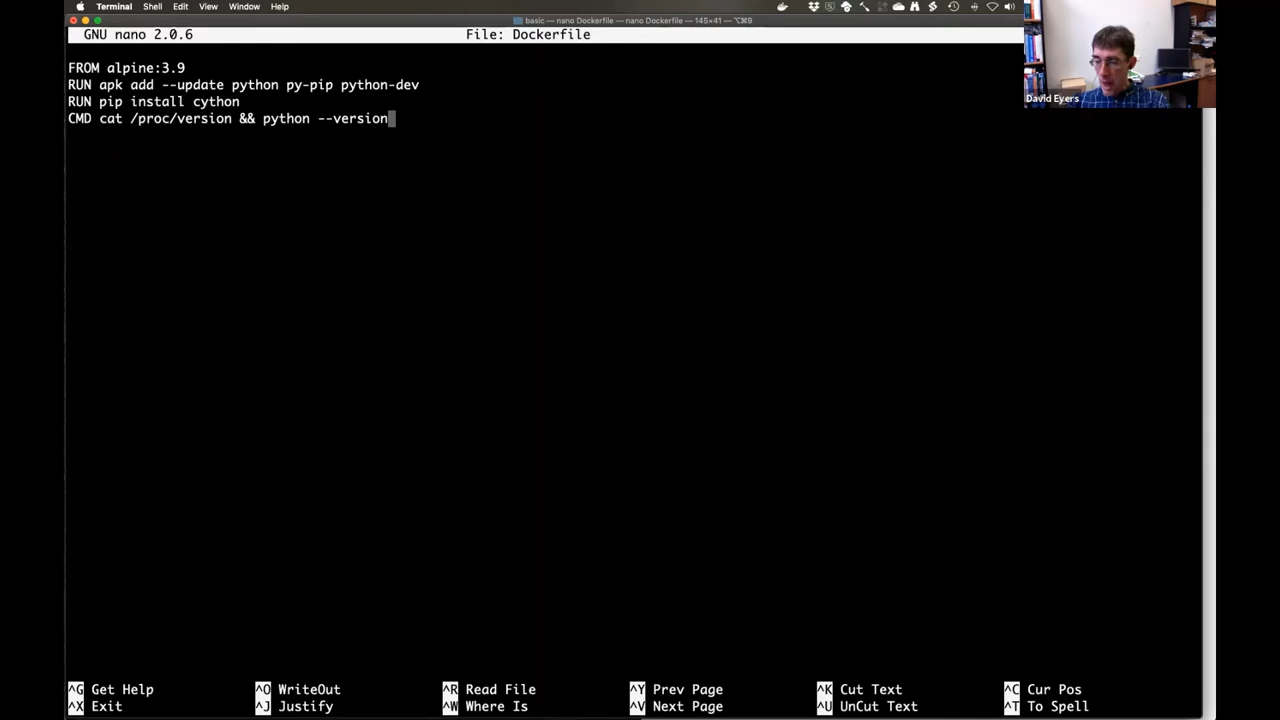 Terminal Shell Edit View Window Help
basic — nano Dockerfile — nano Dockerfile — 145×41 — ⌥⌘9
GNU nano 2.0.6 File: Dockerfile
FROM alpine:3.9
RUN apk add --update python py-pip python-dev
RUN pip install cython
CMD cat /proc/version && python --version
David Eyers
^G Get Help ^O WriteOut ^R Read File ^Y Prev Page ^K Cut Text ^C Cur Pos
^X Exit ^J Justify ^W Where Is ^V Next Page ^U UnCut Text ^T To Spell